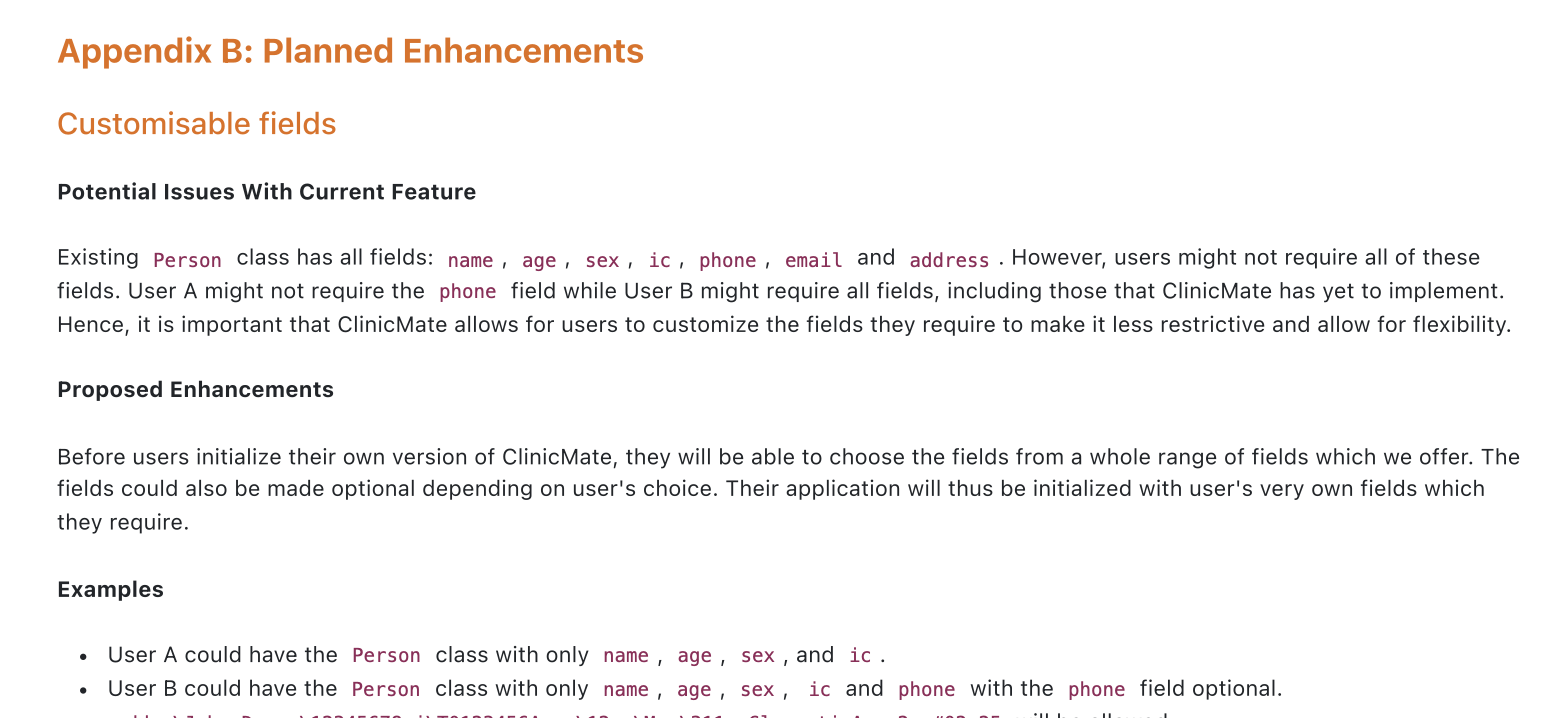 Appendix B: Planned Enhancements
Customisable fields
Potential Issues With Current Feature
Existing Person class has all fields: name , age , sex , ic , phone , email and address . However, users might not require all of these
fields. User A might not require the phone field while User B might require all fields, including those that ClinicMate has yet to implement.
Hence, it is important that ClinicMate allows for users to customize the fields they require to make it less restrictive and allow for flexibility.
Proposed Enhancements
Before users initialize their own version of ClinicMate, they will be able to choose the fields from a whole range of fields which we offer. The
fields could also be made optional depending on user's choice. Their application will thus be initialized with user's very own fields which
they require.
Examples
• User A could have the Person class with only name , age , sex , and ic .
• User B could have the Person class with only name , age , sex , ic and phone with the phone field optional.
will be allowed